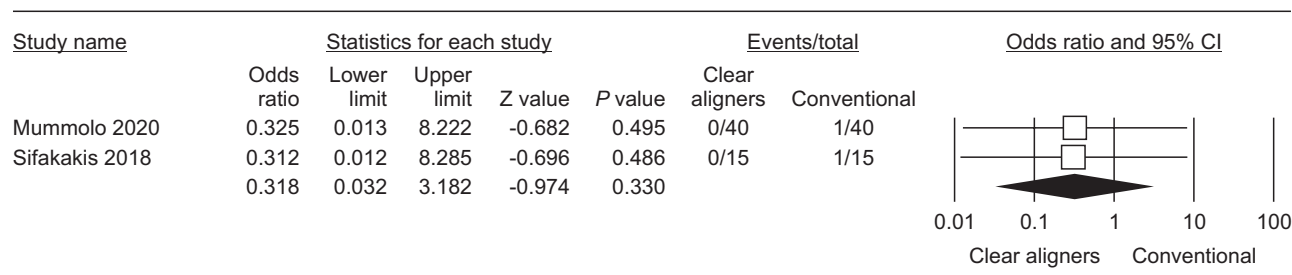 Study name Statistics for each study Events/total Odds ratio and 95% CI
Odds Lower Upper Clear
ratio limit limit Z value P value aligners Conventional
Mummolo 2020 0.325 0.013 8.222 -0.682 0.495 0/40 1/40
Sifakakis 2018 0.312 0.012 8.285 -0.696 0.486 0/15 1/15
0.318 0.032 3.182 -0.974 0.330
0.01 0.1 1 10 100
Clear aligners Conventional